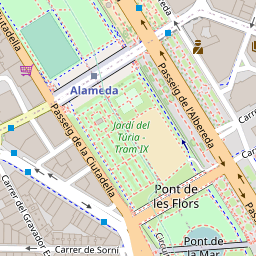 Ciutadella
Alameda
Passeig de l'Albereda
Passeig de la Ciutadella
Jardí del
Túria
Tram IX
Pont de
les Flors
Carrer del Gravador
Carrer de Sorní
Pont de
la Mar